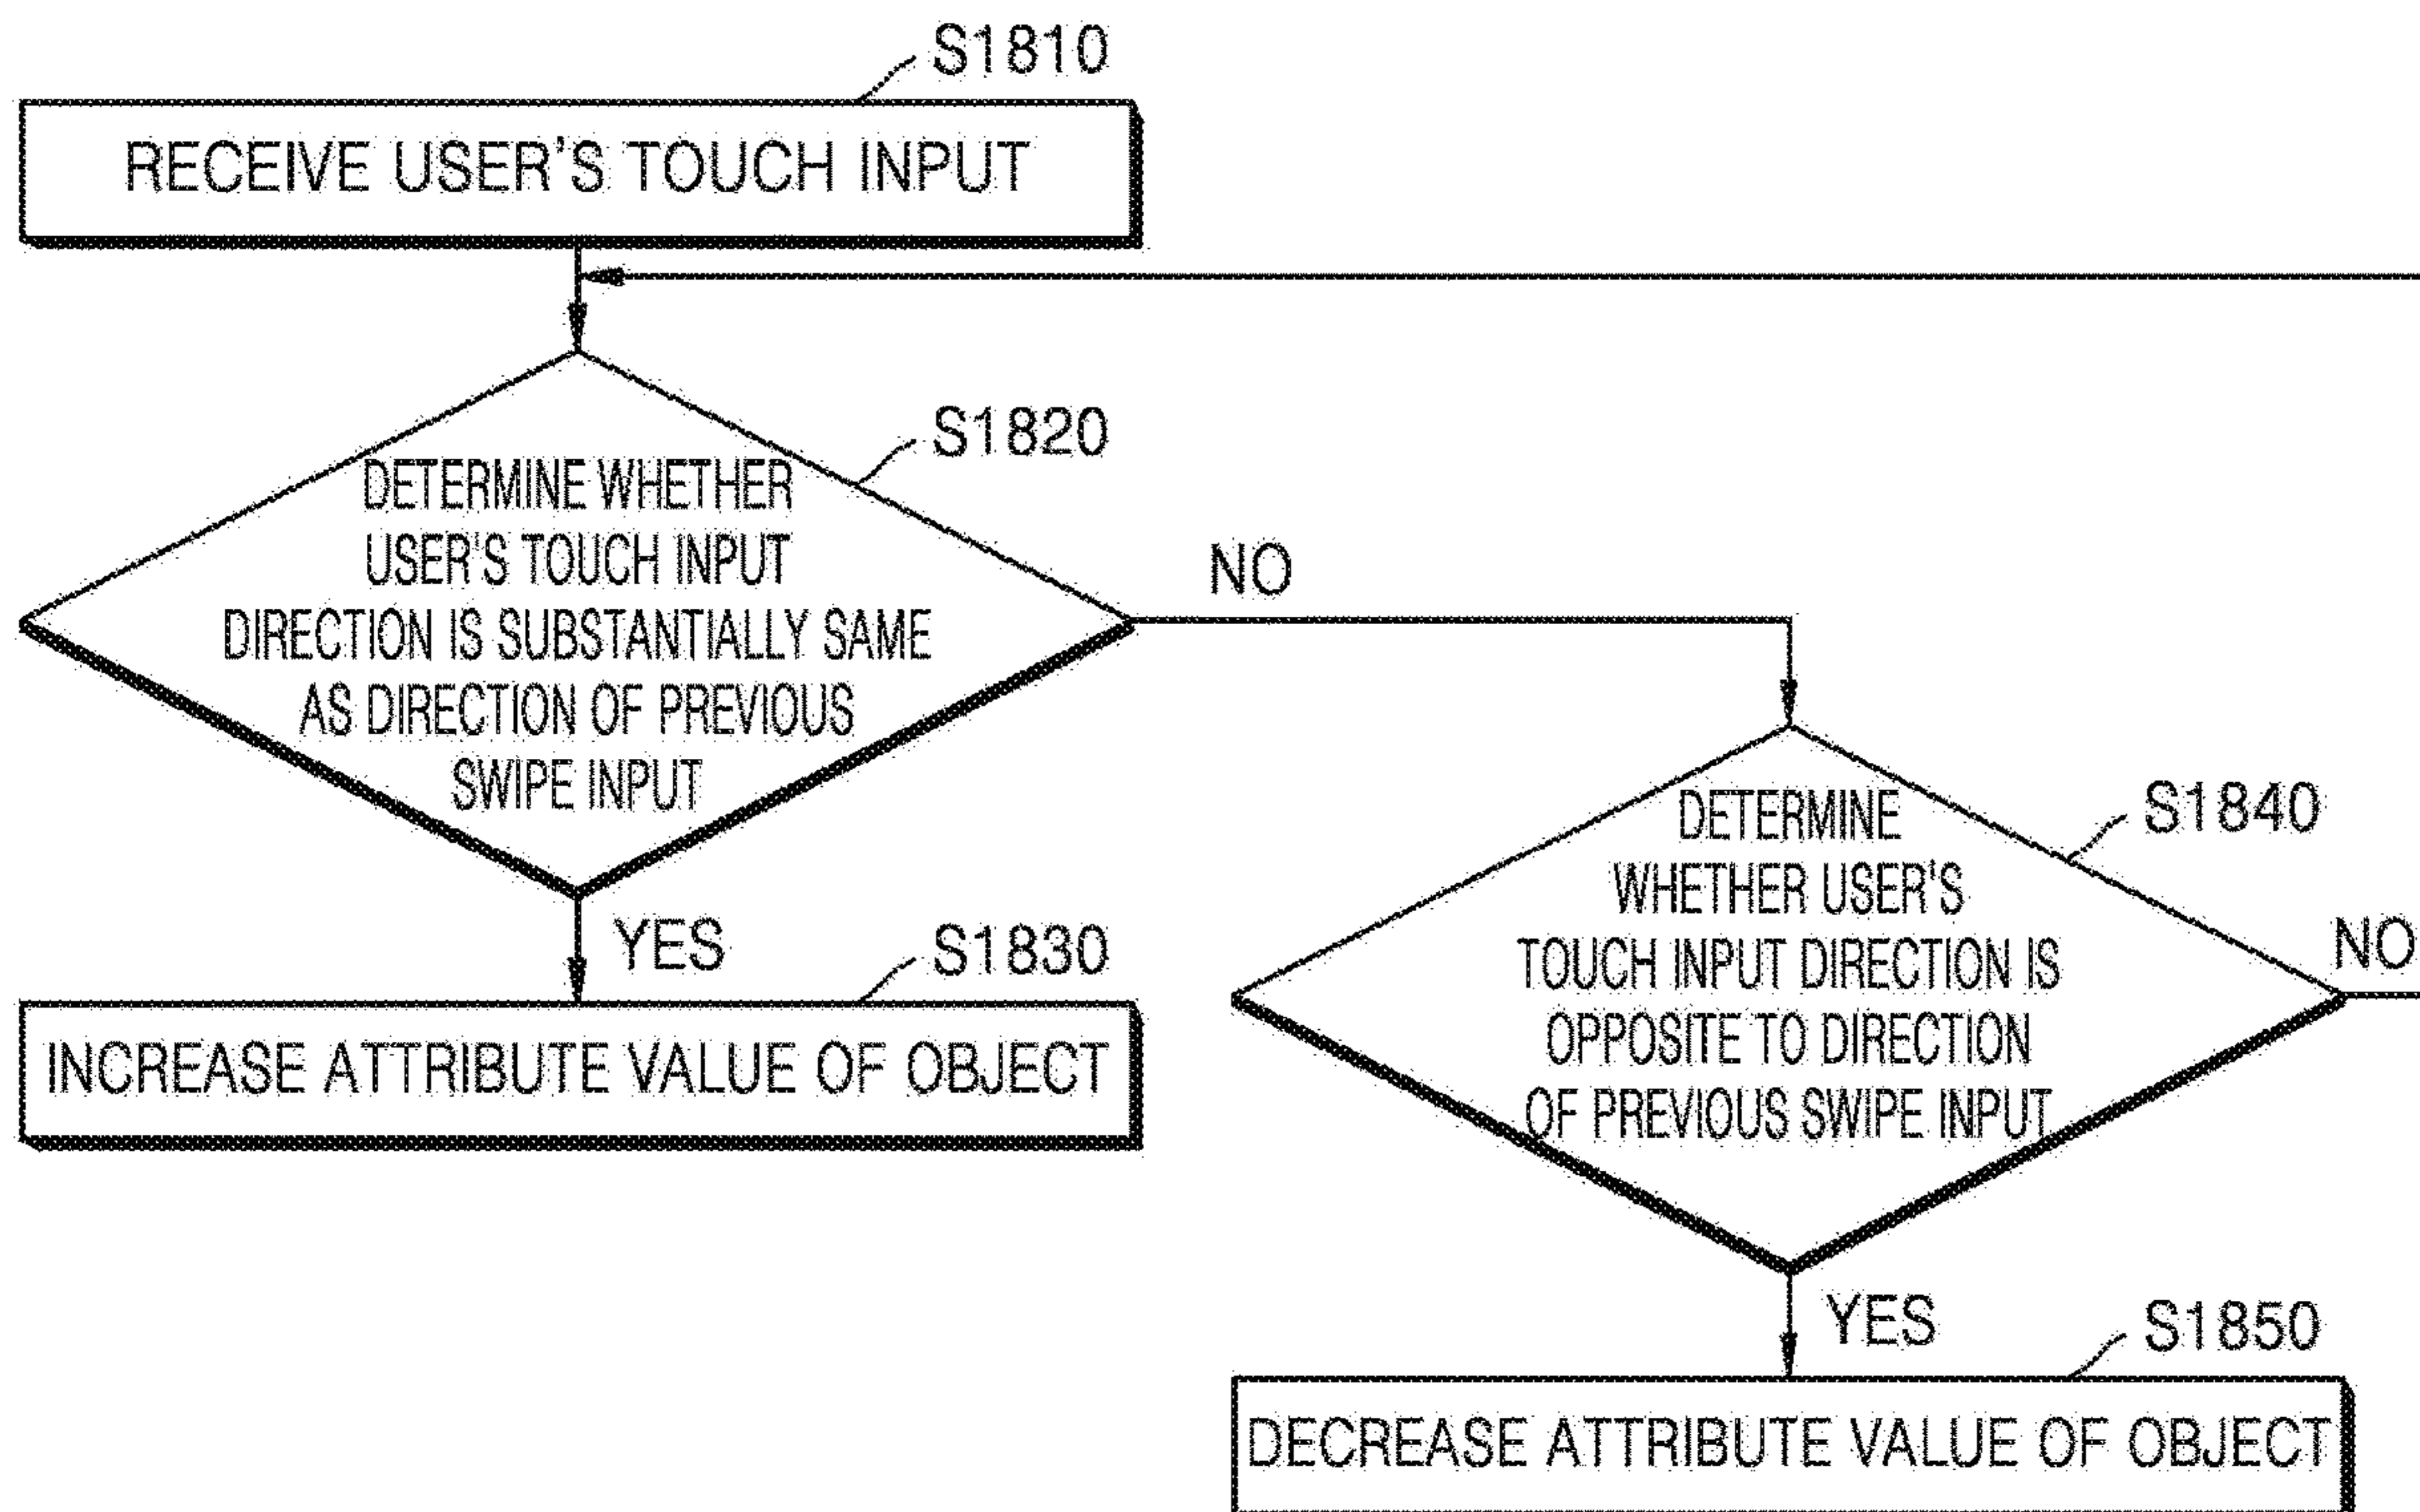 S1810
RECEIVE USER'S TOUCH INPUT
S1820
DETERMINE WHETHER
USER'S TOUCH INPUT
DIRECTION IS SUBSTANTIALLY SAME
AS DIRECTION OF PREVIOUS
SWIPE INPUT
NO
YES
S1830
INCREASE ATTRIBUTE VALUE OF OBJECT
S1840
DETERMINE
WHETHER USER'S
TOUCH INPUT DIRECTION IS
OPPOSITE TO DIRECTION
OF PREVIOUS SWIPE INPUT
NO
YES
S1850
DECREASE ATTRIBUTE VALUE OF OBJECT